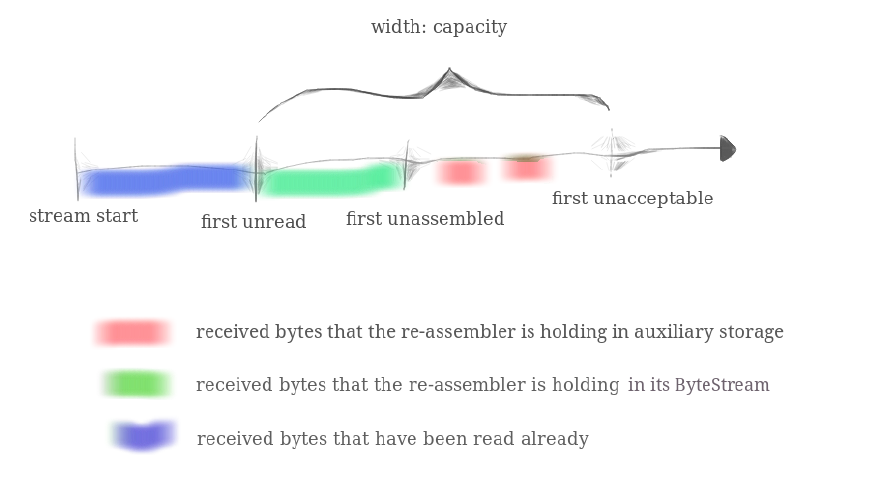 width: capacity
stream start
first unread
first unassembled
first unacceptable
received bytes that the re-assembler is holding in auxiliary storage
received bytes that the re-assembler is holding in its ByteStream
received bytes that have been read already